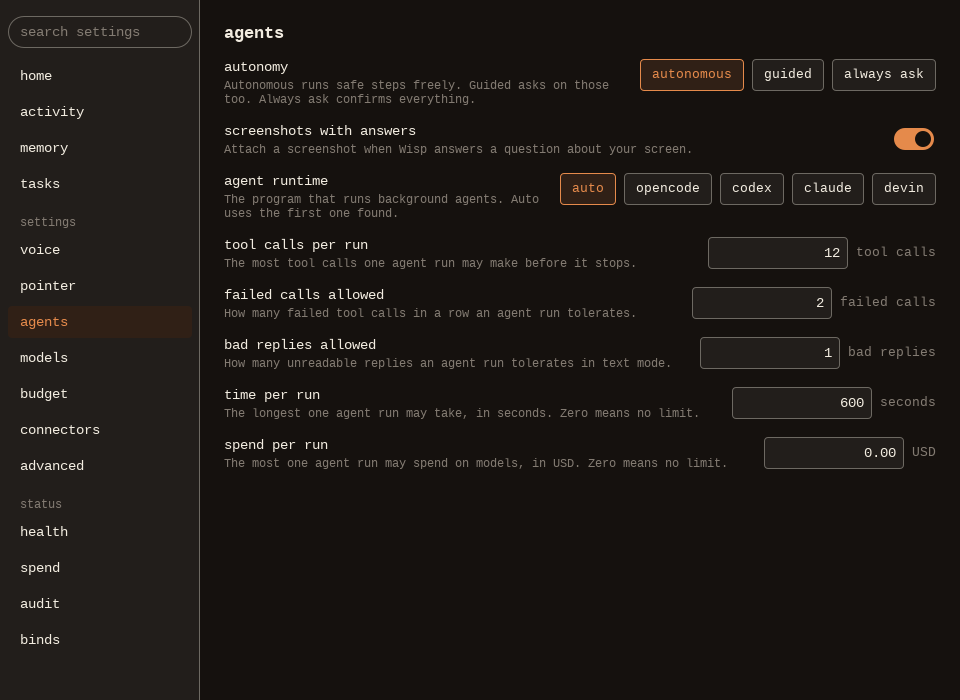 search settings
home
activity
memory
tasks
settings
voice
pointer
agents
models
budget
connectors
advanced
status
health
spend
audit
binds
agents
autonomy
Autonomous runs safe steps freely. Guided asks on those
too. Always ask confirms everything.
autonomous guided always ask
screenshots with answers
Attach a screenshot when Wisp answers a question about your screen.
agent runtime
The program that runs background agents. Auto
uses the first one found.
auto opencode codex claude devin
tool calls per run
The most tool calls one agent run may make before it stops.
12 tool calls
failed calls allowed
How many failed tool calls in a row an agent run tolerates.
2 failed calls
bad replies allowed
How many unreadable replies an agent run tolerates in text mode.
1 bad replies
time per run
The longest one agent run may take, in seconds. Zero means no limit.
600 seconds
spend per run
The most one agent run may spend on models, in USD. Zero means no limit.
0.00 USD